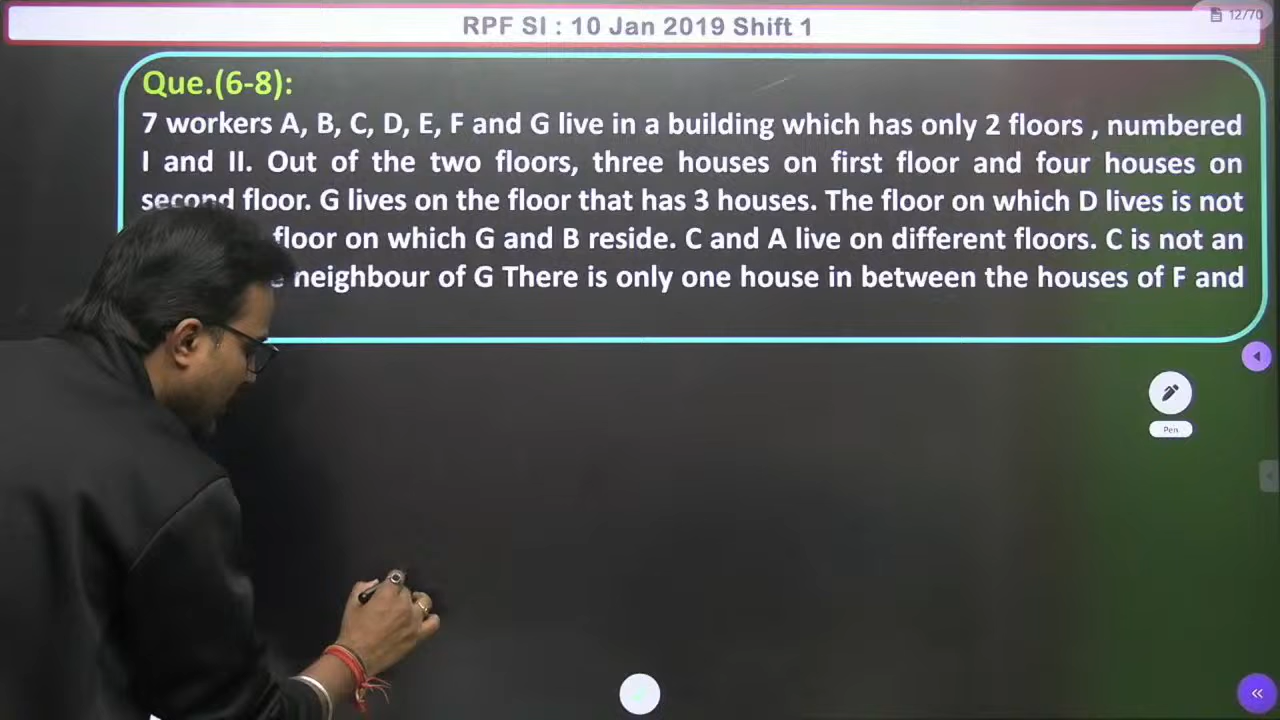 12/70
RPF SI : 10 Jan 2019 Shift 1
Que.(6-8):
7 workers A, B, C, D, E, F and G live in a building which has only 2 floors , numbered
I and II. Out of the two floors, three houses on first floor and four houses on
second floor. G lives on the floor that has 3 houses. The floor on which D lives is not
floor on which G and B reside. C and A live on different floors. C is not an
neighbour of G There is only one house in between the houses of F and
Pen